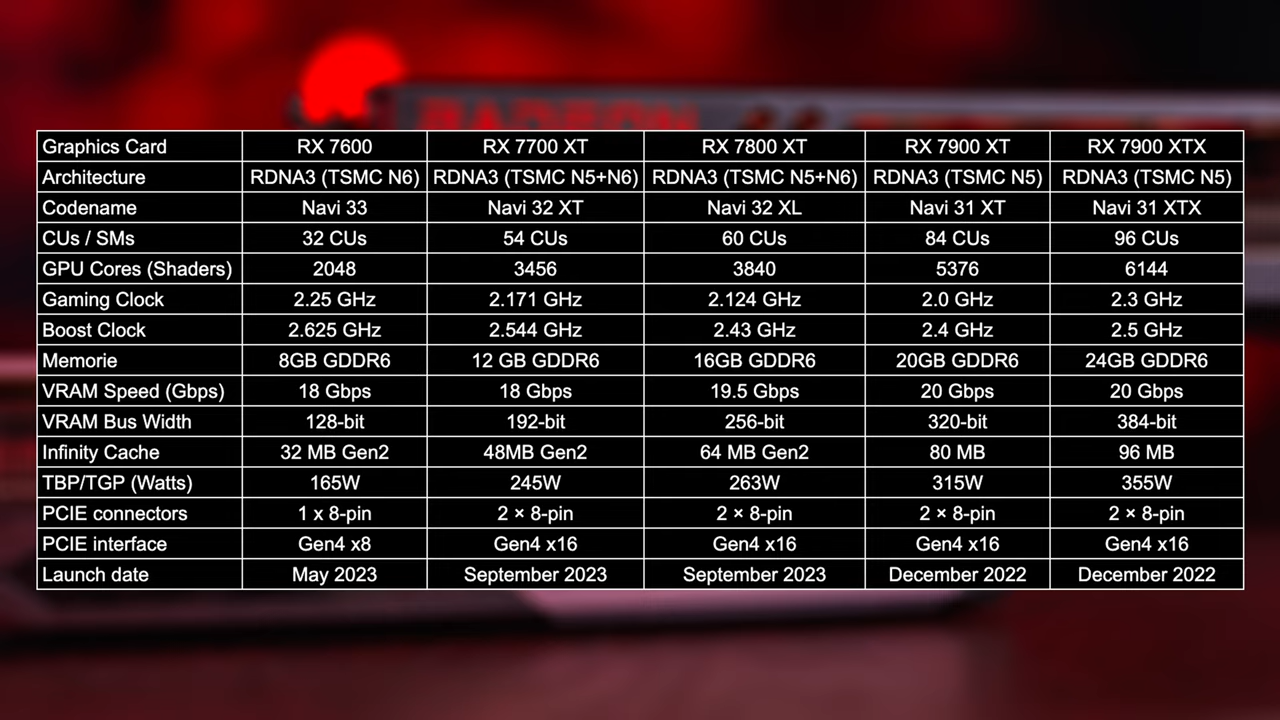 RADEON
Graphics Card RX 7600 RX 7700 XT RX 7800 XT RX 7900 XT RX 7900 XTX
Architecture RDNA3 (TSMC N6) RDNA3 (TSMC N5+N6) RDNA3 (TSMC N5+N6) RDNA3 (TSMC N5) RDNA3 (TSMC N5)
Codename Navi 33 Navi 32 XT Navi 32 XL Navi 31 XT Navi 31 XTX
CUs / SMs 32 CUs 54 CUs 60 CUs 84 CUs 96 CUs
GPU Cores (Shaders) 2048 3456 3840 5376 6144
Gaming Clock 2.25 GHz 2.171 GHz 2.124 GHz 2.0 GHz 2.3 GHz
Boost Clock 2.625 GHz 2.544 GHz 2.43 GHz 2.4 GHz 2.5 GHz
Memorie 8GB GDDR6 12 GB GDDR6 16GB GDDR6 20GB GDDR6 24GB GDDR6
VRAM Speed (Gbps) 18 Gbps 18 Gbps 19.5 Gbps 20 Gbps 20 Gbps
VRAM Bus Width 128-bit 192-bit 256-bit 320-bit 384-bit
Infinity Cache 32 MB Gen2 48MB Gen2 64 MB Gen2 80 MB 96 MB
TBP/TGP (Watts) 165W 245W 263W 315W 355W
PCIE connectors 1 x 8-pin 2 × 8-pin 2 × 8-pin 2 × 8-pin 2 × 8-pin
PCIE interface Gen4 x8 Gen4 x16 Gen4 x16 Gen4 x16 Gen4 x16
Launch date May 2023 September 2023 September 2023 December 2022 December 2022